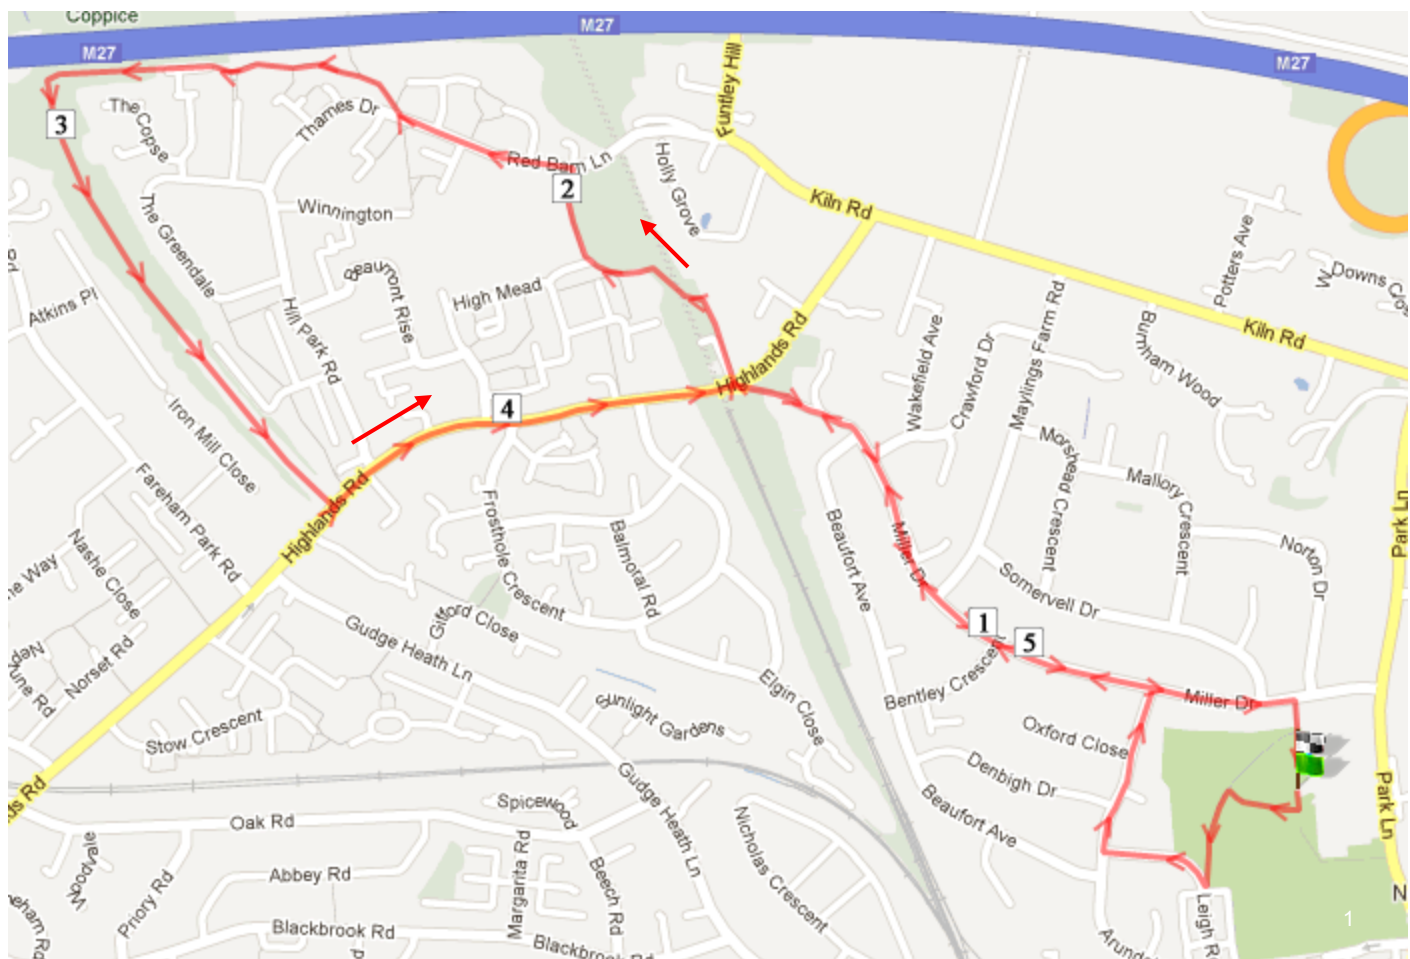 Coppice
M27
M27
M27
Funtley Hill
3
The Copse
Thames Dr
Red Barn Ln
2
Holly Grove
Kiln Rd
Winnington
The Greendale
Potters Ave
Downs
W
Rd
Atkins Pl
Beaumont Rise
High Mead
Hill Park Rd
Highlands Rd
Kiln Rd
Burnham Wood
Maylings Farm Rd
Wakefield Ave
Crawford Dr
4
Iron Mill Close
Fareham Park Rd
Highlands Rd
Morshead Crescent
Mallory Crescent
Park Ln
Frosthole Crescent
Balmoral Rd
Beaufort Ave
Miller Dr
Norton Dr
Nashe Close
Somervell Dr
Gilford Close
Gudge Heath Ln
1
5
Norset Rd
Bentley Crescent
Elgin Close
Miller Dr
Stow Crescent
Sunlight Gardens
Oxford Close
Denbigh Dr
Gudge Heath Ln
Beaufort Ave
Park Ln
Spicewood
Oak Rd
Nicholas Crescent
Margarita Rd
Beech Rd
Abbey Rd
Priory Rd
Woodvale
Leigh R
Blackbrook Rd
Blackbrook Rd
Arund
N
1